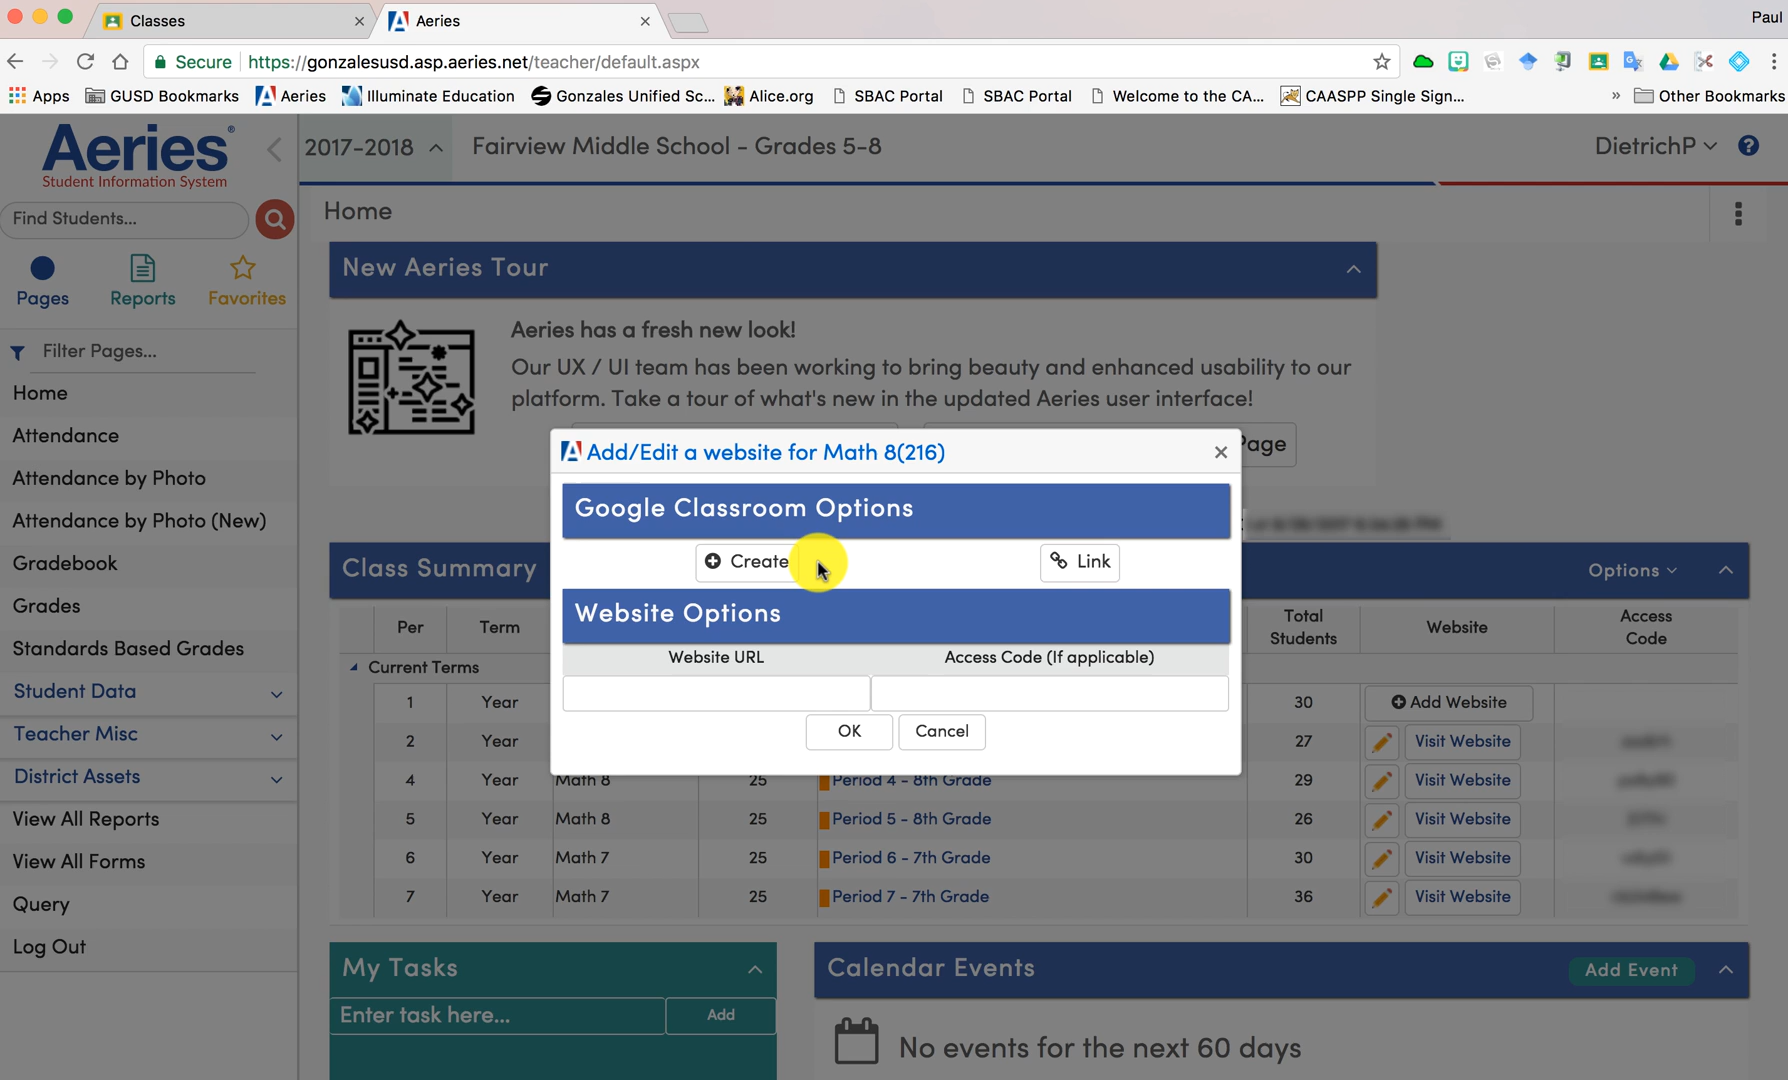 Classes
Aeries
Paul
Secure
https://gonzalesusd.asp.aeries.net/teacher/default.aspx
Apps
GUSD Bookmarks
Aeries
Illuminate Education
Gonzales Unified Sc...
Alice.org
SBAC Portal
SBAC Portal
Welcome to the CA...
CAASPP Single Sign...
»
Other Bookmarks
Aeries®
Student Information System
2017-2018
Fairview Middle School - Grades 5-8
DietrichP
?
Find Students...
Home
Pages
Reports
Favorites
New Aeries Tour
Aeries has a fresh new look!
Our UX / UI team has been working to bring beauty and enhanced usability to our
platform. Take a tour of what's new in the updated Aeries user interface!
Page
Filter Pages...
Home
Attendance
Attendance by Photo
Attendance by Photo (New)
Gradebook
Grades
Standards Based Grades
Student Data
Teacher Misc
District Assets
View All Reports
View All Forms
Query
Log Out
Add/Edit a website for Math 8(216)
Google Classroom Options
Create
Link
Website Options
Website URL
Access Code (If applicable)
OK
Cancel
Class Summary
Options
Per
Term
Total
Students
Website
Access
Code
Current Terms
1 Year 30 Add Website
2 Year 27 Visit Website
4 Year Math 8 25 Period 4 - 8th Grade 29 Visit Website
5 Year Math 8 25 Period 5 - 8th Grade 26 Visit Website
6 Year Math 7 25 Period 6 - 7th Grade 30 Visit Website
7 Year Math 7 25 Period 7 - 7th Grade 36 Visit Website
My Tasks
Enter task here...
Add
Calendar Events
Add Event
No events for the next 60 days